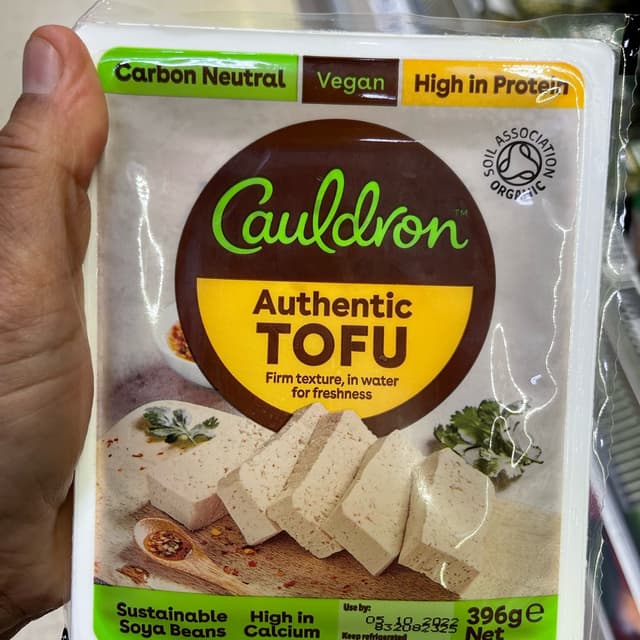 Carbon Neutral
Vegan
High in Protein
SOIL ASSOCIATION
ORGANIC
Cauldron™
Authentic
TOFU
Firm texture, in water
for freshness
Sustainable
Soya Beans
High in
Calcium
Use by:
05 10 2022
Keep refrigerated
396g e
Net